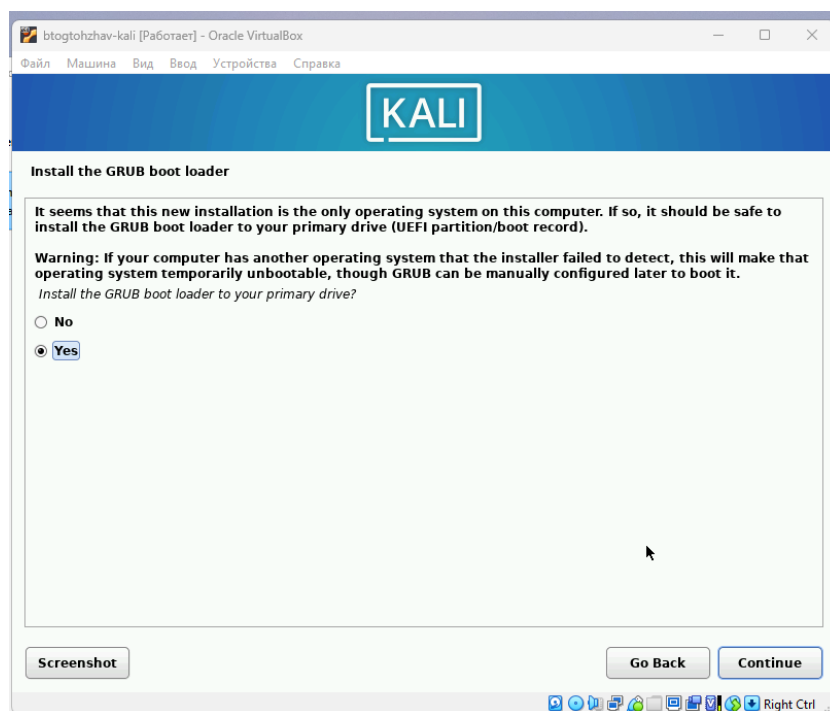 btogtohzhav-kali [Работает] - Oracle VirtualBox
Файл Машина Вид Ввод Устройства Справка
KALI
Install the GRUB boot loader
It seems that this new installation is the only operating system on this computer. If so, it should be safe to
install the GRUB boot loader to your primary drive (UEFI partition/boot record).
Warning: If your computer has another operating system that the installer failed to detect, this will make that
operating system temporarily unbootable, though GRUB can be manually configured later to boot it.
Install the GRUB boot loader to your primary drive?
No
Yes
Screenshot
Go Back
Continue
Right Ctrl